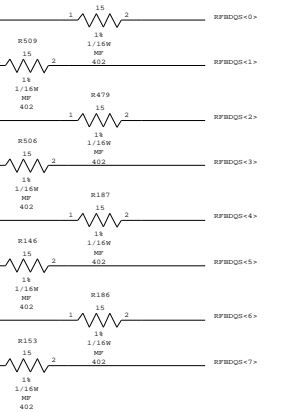 15
1 2 RFBDQS<0>
1%
1/16W
MF
402
R509
15
2 RFBDQS<1>
1%
1/16W
MF
402
R479
15
1 2 RFBDQS<2>
1%
1/16W
MF
402
R506
15
2 RFBDQS<3>
1%
1/16W
MF
402
R187
15
1 2 RFBDQS<4>
1%
1/16W
MF
402
R146
15
2 RFBDQS<5>
1%
1/16W
MF
402
R186
15
1 2 RFBDQS<6>
1%
1/16W
MF
402
R153
15
2 RFBDQS<7>
1%
1/16W
MF
402